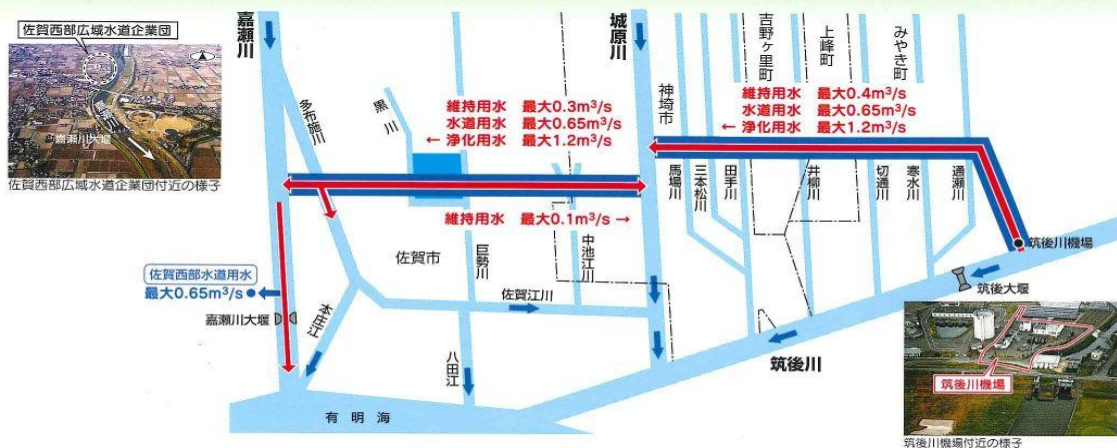 佐賀西部広域水道企業団
嘉瀬川
嘉瀬川大堰
佐賀西部広域水道企業団付近の様子
嘉瀬川
城原川
多布施川
黒川
維持用水 最大0.3m³/s
水道用水 最大0.65m³/s
← 浄化用水 最大1.2m³/s
維持用水 最大0.1m³/s →
神埼市
吉野ヶ里町
上峰町
みやき町
維持用水 最大0.4m³/s
水道用水 最大0.65m³/s
← 浄化用水 最大1.2m³/s
馬場川
三本松川
田手川
井柳川
切通川
寒水川
通瀬川
筑後川機場
筑後大堰
佐賀市
巨勢川
中池江川
佐賀江川
佐賀西部水道用水
最大0.65m³/s
嘉瀬川大堰
本庄江
八田江
筑後川
有明海
筑後川機場
筑後川機場付近の様子